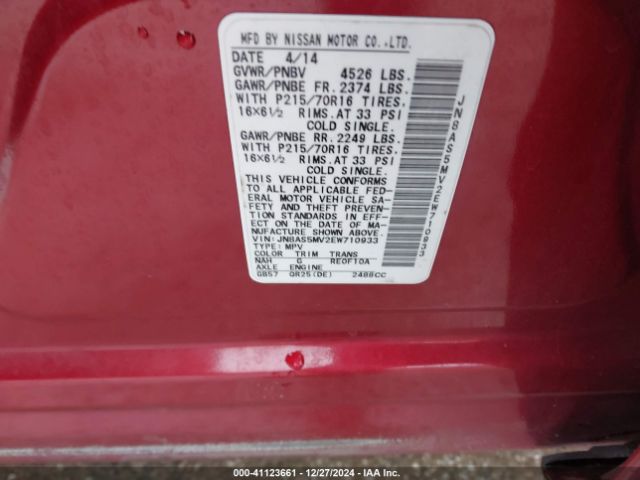 MFD BY NISSAN MOTOR CO.,LTD.
DATE 4/14
GVWR/PNBV 4526 LBS.
GAWR/PNBE FR. 2374 LBS.
WITH P215/70R16 TIRES.
16×6½ RIMS.AT 33 PSI
COLD SINGLE.
GAWR/PNBE RR. 2249 LBS.
WITH P215/70R16 TIRES.
16×6½ RIMS.AT 33 PSI
COLD SINGLE.
THIS VEHICLE CONFORMS
TO ALL APPLICABLE FED-
ERAL MOTOR VEHICLE SA-
FETY AND THEFT PREVEN-
TION STANDARDS IN EFF-
ECT ON THE DATE OF MA-
NUFACTURE SHOWN ABOVE.
VIN:JN8AS5MV2EW710933
TYPE:MPV
COLOR TRIM TRANS
NAH G RE0F10A
AXLE ENGINE
GB57 QR25(DE) 2488CC
JN8AS5MV2EW710933
00-41123661 - 12/27/2024 - IAA Inc.